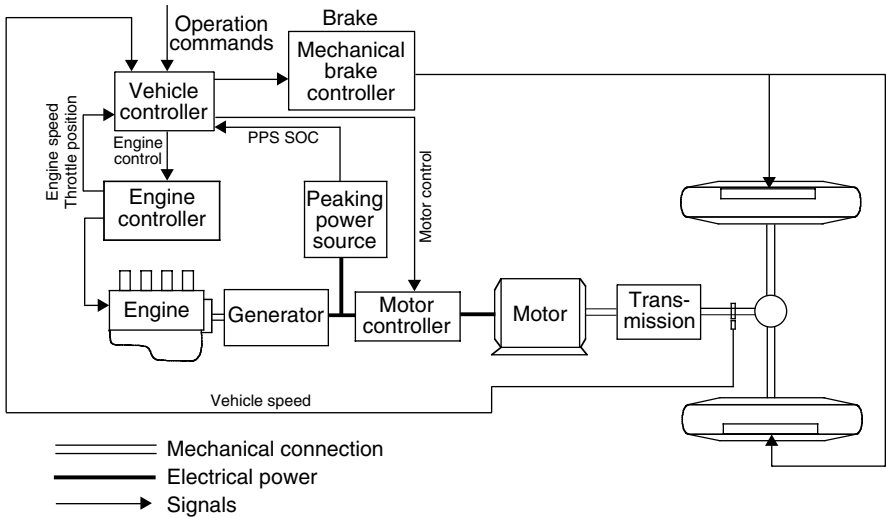 Operation
commands
Brake
Mechanical
brake
controller
Vehicle
controller
Engine speed
Throttle position
Engine
control
PPS SOC
Motor control
Engine
controller
Peaking
power
source
Engine
Generator
Motor
controller
Motor
Trans-
mission
Vehicle speed
Mechanical connection
Electrical power
Signals